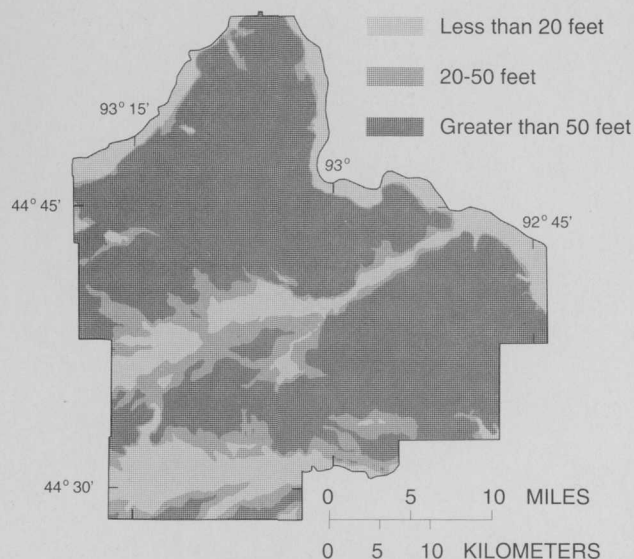 Less than 20 feet
20-50 feet
Greater than 50 feet
93° 15'
93°
92° 45'
44° 45'
44° 30'
0 5 10 MILES
0 5 10 KILOMETERS